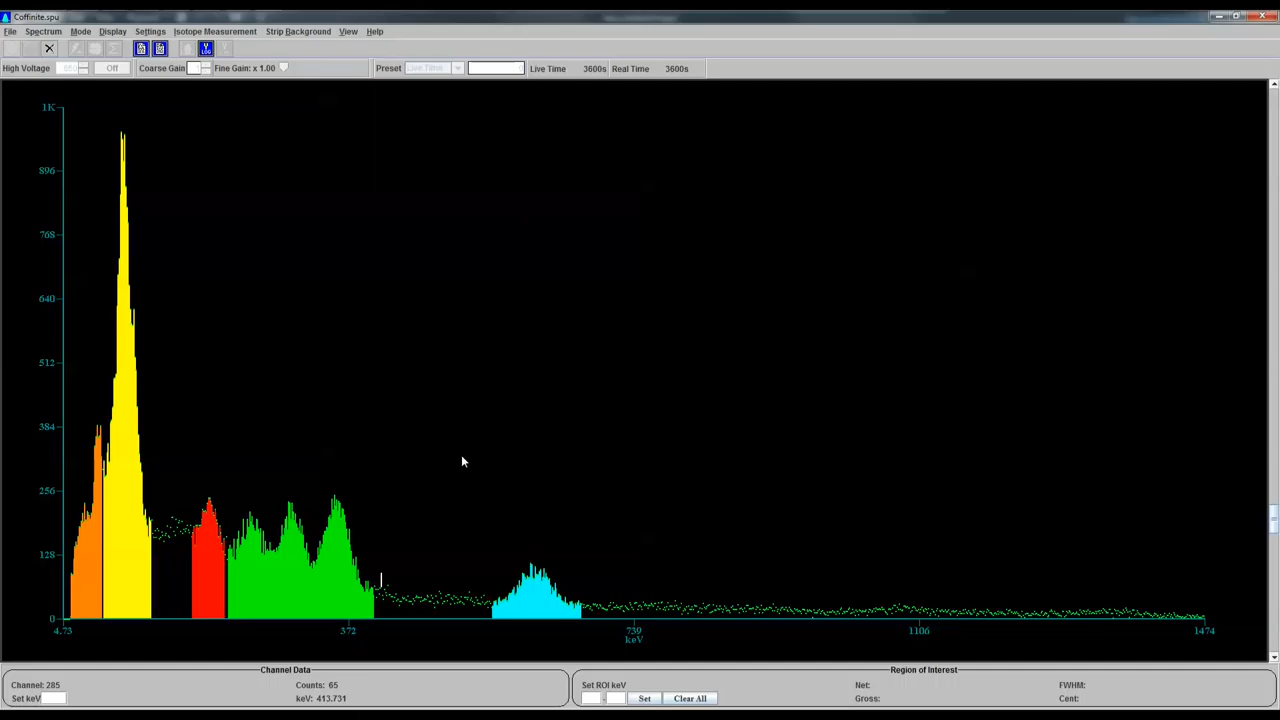 Coffinite.spu
File Spectrum Mode Display Settings Isotope Measurement Strip Background View Help
High Voltage Off Coarse Gain Fine Gain: x 1.00 Preset Live Time Live Time 3600s Real Time 3600s
1K
896
768
640
512
384
256
128
0
4.73 372 739 1106 1474
keV
Channel Data Region of Interest
Channel: 285 Counts: 65 Set ROI keV Net: FWHM:
Set keV keV: 413.731 - Set Clear All Gross: Cent: